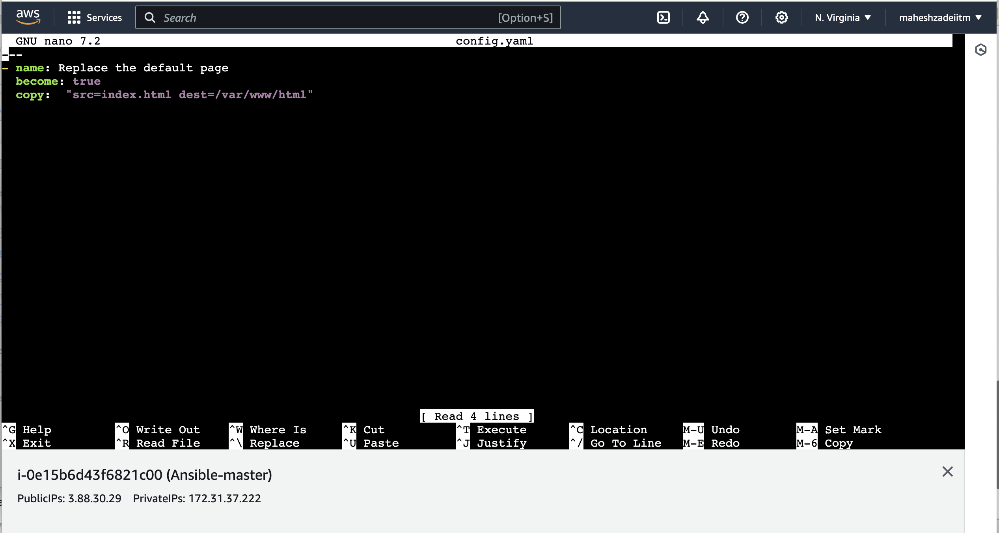 aws Services Search [Option+S] N. Virginia maheshzadeiitm
GNU nano 7.2 config.yaml
---
- name: Replace the default page
become: true
copy:  "src=index.html dest=/var/www/html"
[ Read 4 lines ]
^G Help ^O Write Out ^W Where Is ^K Cut ^T Execute ^C Location M-U Undo M-A Set Mark
^X Exit ^R Read File ^\ Replace ^U Paste ^J Justify ^/ Go To Line M-E Redo M-6 Copy
i-0e15b6d43f6821c00 (Ansible-master)
PublicIPs: 3.88.30.29 PrivateIPs: 172.31.37.222